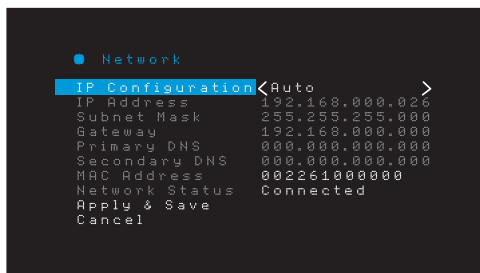 Network
IP Configuration Auto
IP Address 192.168.000.026
Subnet Mask 255.255.255.000
Gateway 192.168.000.000
Primary DNS 000.000.000.000
Secondary DNS 000.000.000.000
MAC Address 002261000000
Network Status Connected
Apply & Save
Cancel